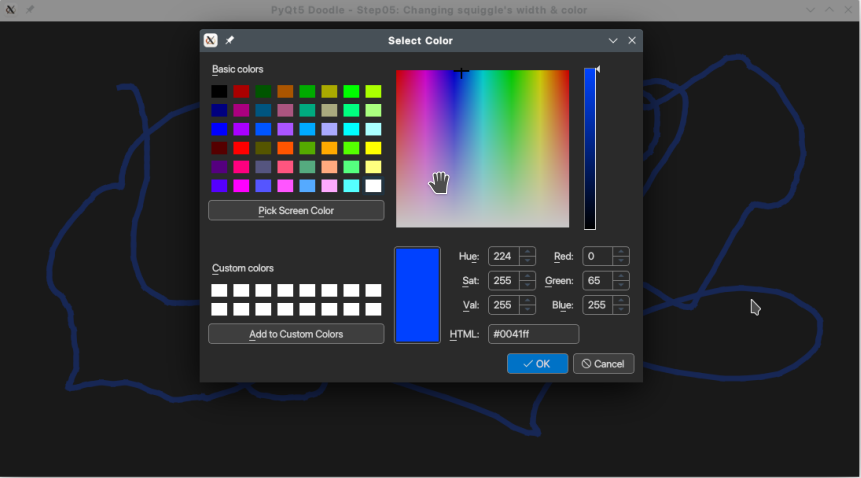 PyQt5 Doodle - Step05: Changing squiggle's width & color
Select Color
Basic colors
Pick Screen Color
Custom colors
Add to Custom Colors
Hue: 224 Red: 0
Sat: 255 Green: 65
Val: 255 Blue: 255
HTML: #0041ff
OK Cancel